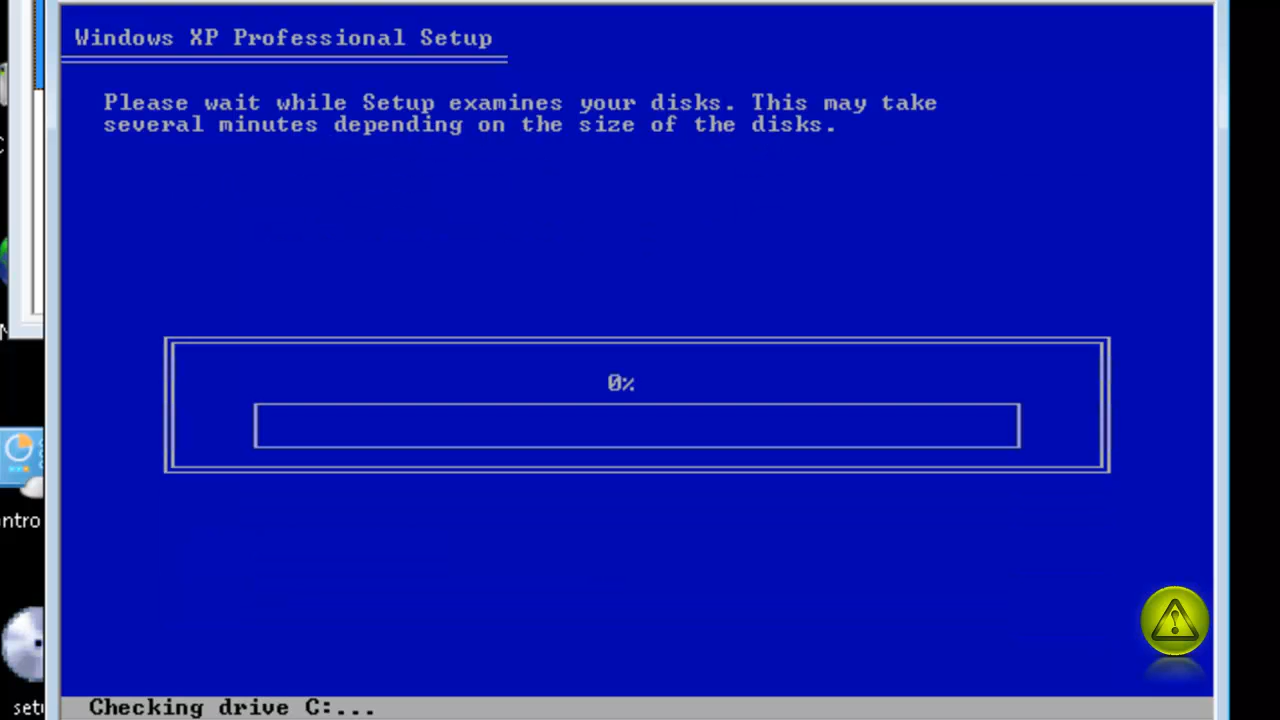 Windows XP Professional Setup
Please wait while Setup examines your disks. This may take
several minutes depending on the size of the disks.
0%
Checking drive C:...